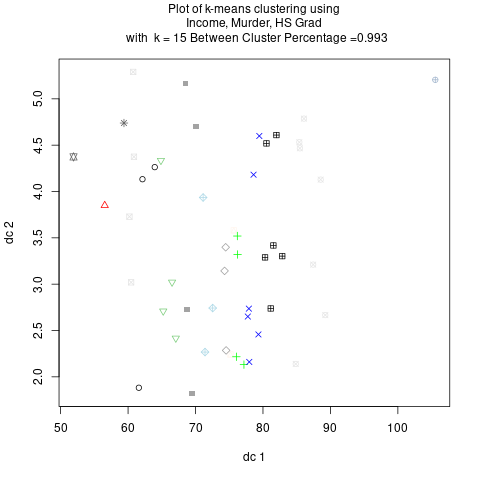 Plot of k-means clustering using
Income, Murder, HS Grad
with  k = 15 Between Cluster Percentage =0.993
5.0
4.5
4.0
3.5
3.0
2.5
2.0
dc 2
50 60 70 80 90 100
dc 1